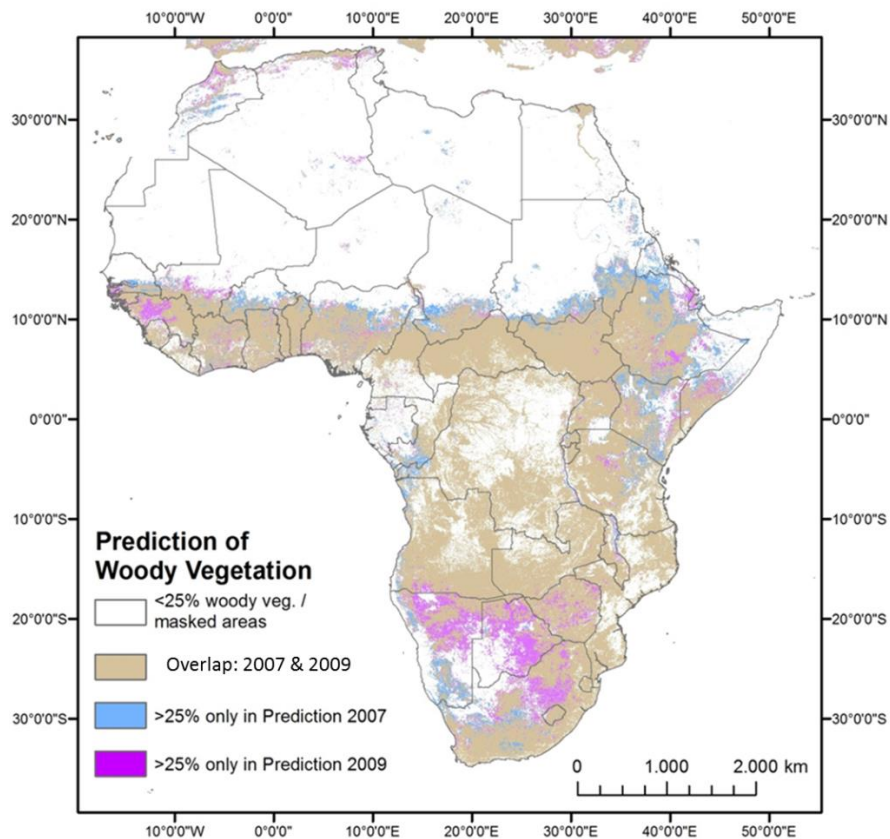 10°0'0"W 0°0'0" 10°0'0"E 20°0'0"E 30°0'0"E 40°0'0"E 50°0'0"E
30°0'0"N 30°0'0"N
20°0'0"N 20°0'0"N
10°0'0"N 10°0'0"N
0°0'0" 0°0'0"
10°0'0"S 10°0'0"S
20°0'0"S 20°0'0"S
30°0'0"S 30°0'0"S
Prediction of
Woody Vegetation
<25% woody veg. /
masked areas
Overlap: 2007 & 2009
>25% only in Prediction 2007
>25% only in Prediction 2009
0 1.000 2.000 km
10°0'0"W 0°0'0" 10°0'0"E 20°0'0"E 30°0'0"E 40°0'0"E 50°0'0"E